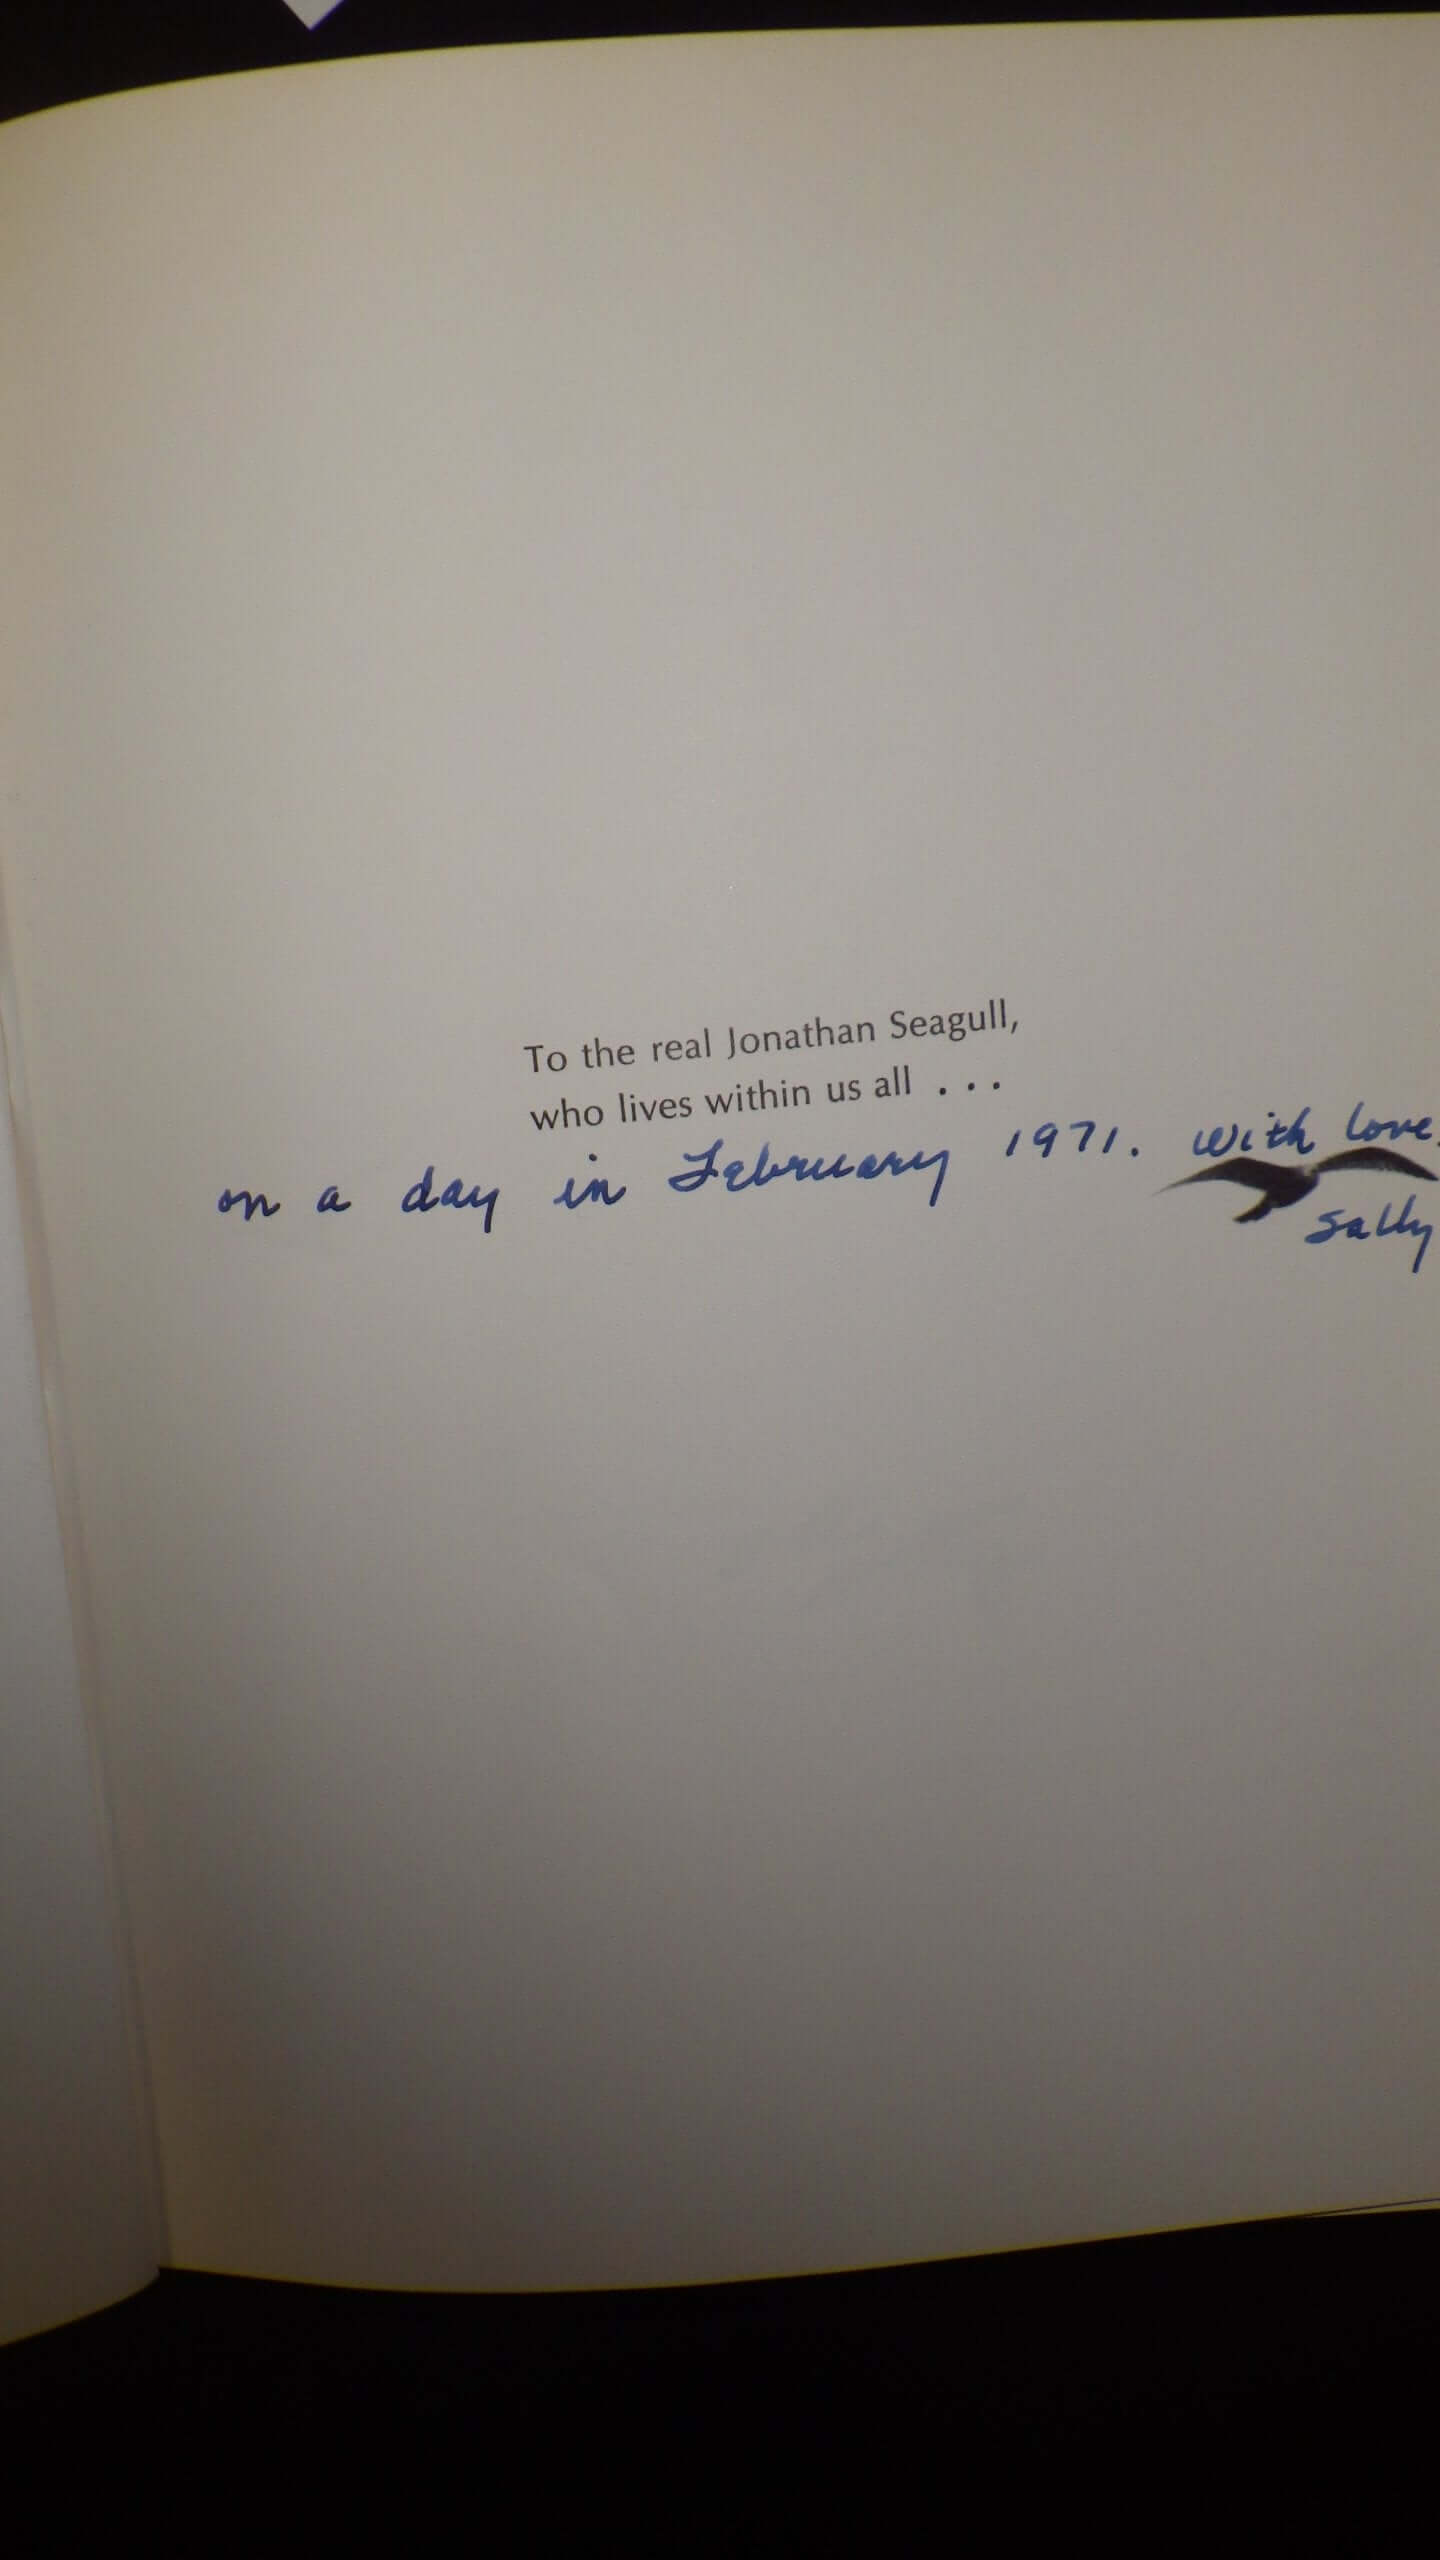 To the real Jonathan Seagull,
who lives within us all . . .
on a day in February 1971. With love,
Sally